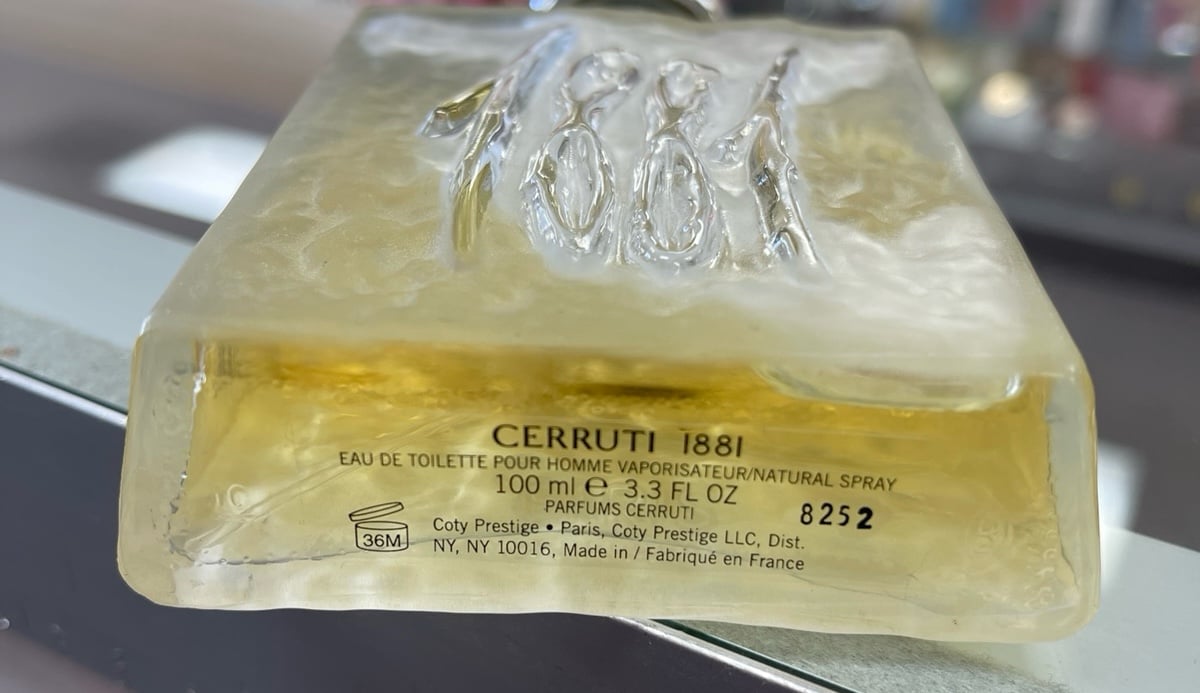 1881
CERRUTI 1881
EAU DE TOILETTE POUR HOMME VAPORISATEUR/NATURAL SPRAY
100 ml ℮ 3.3 FL OZ
PARFUMS CERRUTI
8252
36M
Coty Prestige • Paris, Coty Prestige LLC, Dist.
NY, NY 10016, Made in / Fabriqué en France